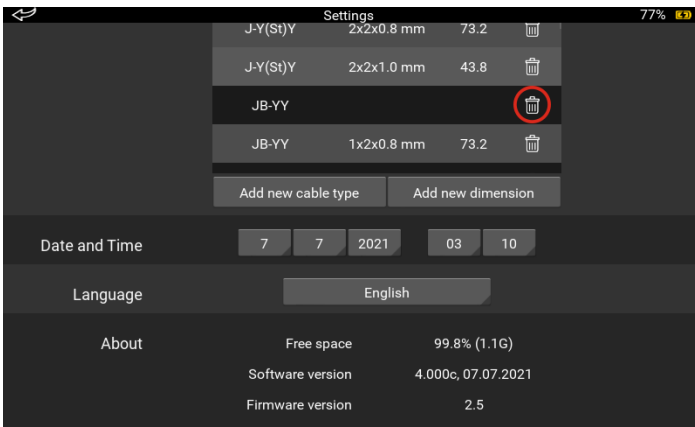 Settings 77%
J-Y(St)Y 2x2x0.8 mm 73.2
J-Y(St)Y 2x2x1.0 mm 43.8
JB-YY
JB-YY 1x2x0.8 mm 73.2
Add new cable type Add new dimension
Date and Time 7 7 2021 03 10
Language English
About Free space 99.8% (1.1G)
Software version 4.000c, 07.07.2021
Firmware version 2.5